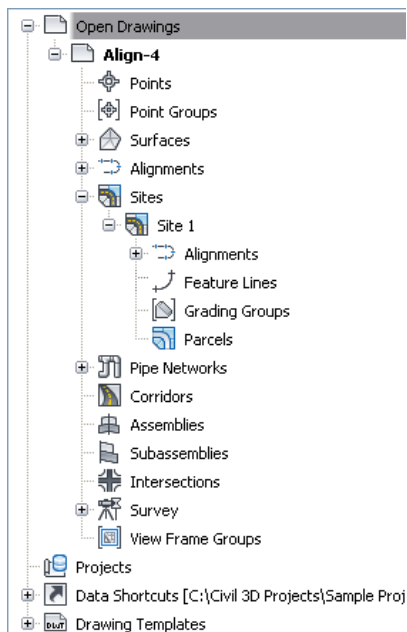 Open Drawings
Align-4
Points
Point Groups
Surfaces
Alignments
Sites
Site 1
Alignments
Feature Lines
Grading Groups
Parcels
Pipe Networks
Corridors
Assemblies
Subassemblies
Intersections
Survey
View Frame Groups
Projects
Data Shortcuts [C:\Civil 3D Projects\Sample Proj
Drawing Templates